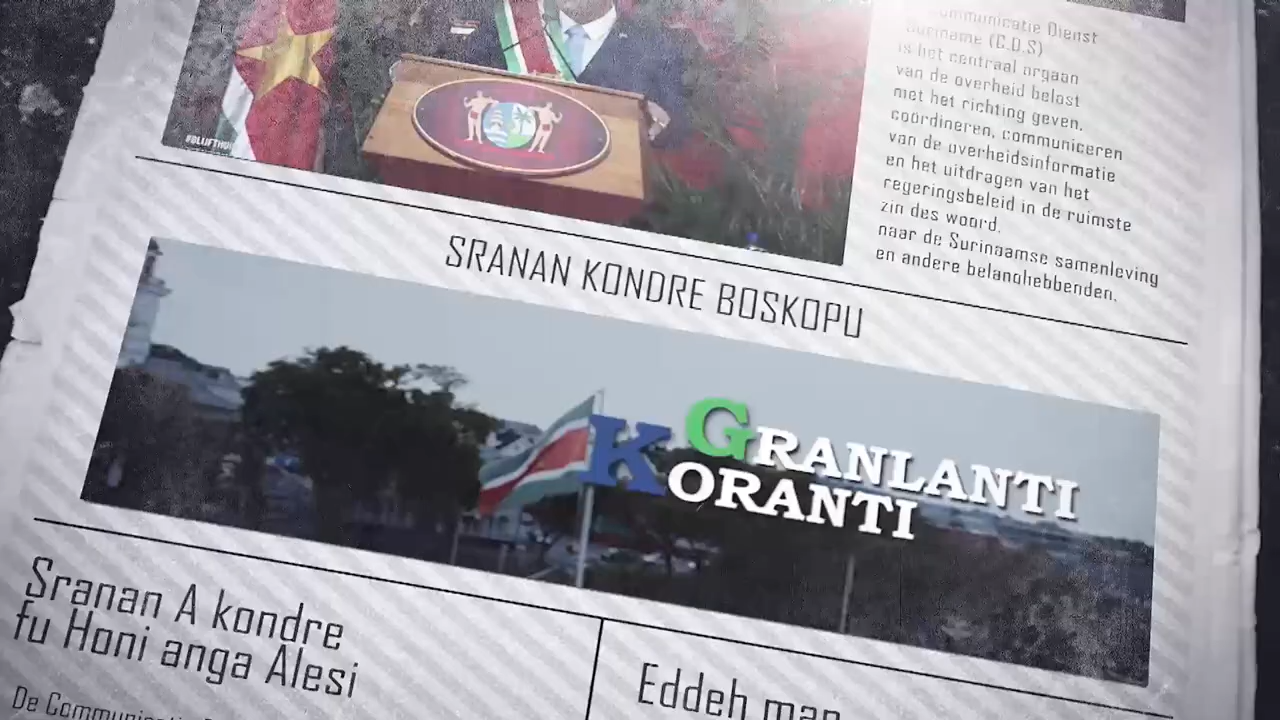 #BLIJFTHUI
Communicatie Dienst
Suriname (C.D.S)
is het centraal orgaan
van de overheid belast
met het richting geven,
coördineren, communiceren
van de overheidsinformatie
en het uitdragen van het
regeringsbeleid in de ruimste
zin des woord.
naar de Surinaamse samenleving
en andere belanghebbenden.
SRANAN KONDRE BOSKOPU
GRANLANTI
KORANTI
Sranan A kondre
fu Honi anga Alesi
De
Eddeh man